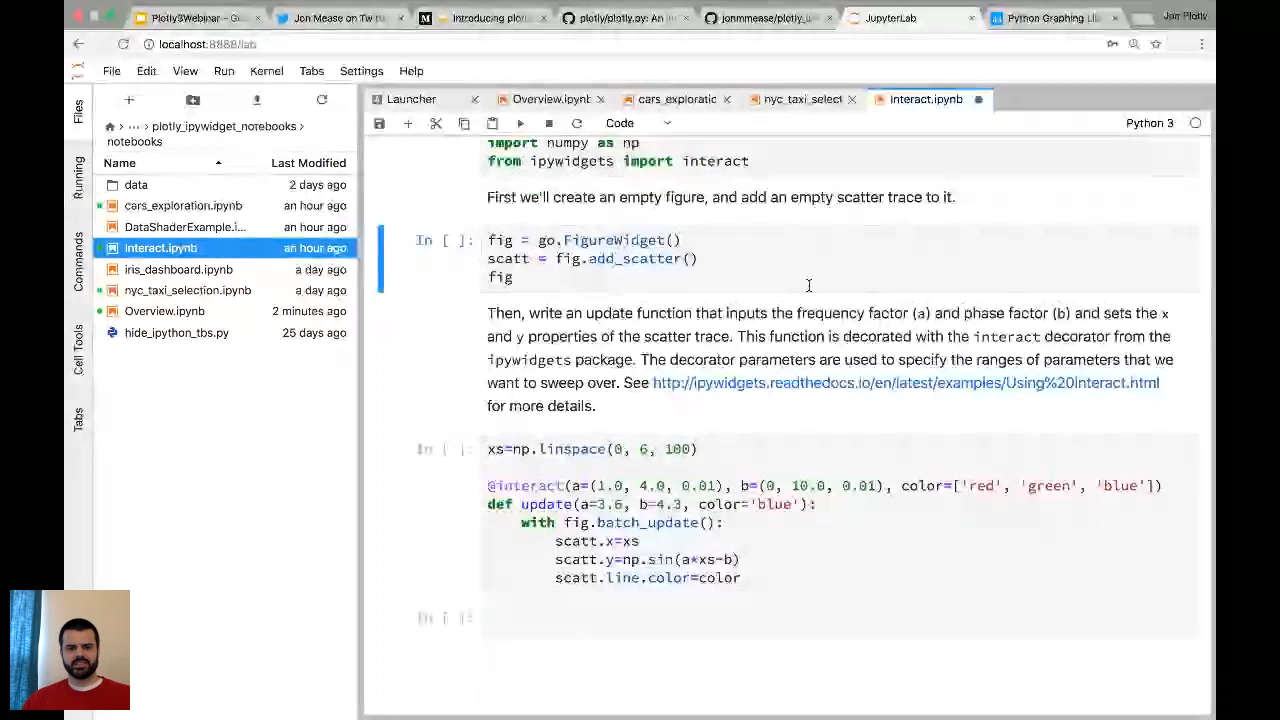 Plotly3Webinar – G
Jon Mease on Tw
Introducing plot
plotly/plotly.py: An
jonmmease/plotly_
JupyterLab
Python Graphing Li
Jon Plotly
localhost:8888/lab
File Edit View Run Kernel Tabs Settings Help
Files
Running
Commands
Cell Tools
Tabs
… plotly_ipywidget_notebooks
notebooks
Name Last Modified
data 2 days ago
cars_exploration.ipynb an hour ago
DataShaderExample.i... an hour ago
Interact.ipynb an hour ago
iris_dashboard.ipynb a day ago
nyc_taxi_selection.ipynb a day ago
Overview.ipynb 2 minutes ago
hide_ipython_tbs.py 25 days ago
Launcher Overview.ipynb cars_exploratio nyc_taxi_select Interact.ipynb
Code Python 3
import numpy as np
from ipywidgets import interact
First we'll create an empty figure, and add an empty scatter trace to it.
In [ ]: fig = go.FigureWidget()
scatt = fig.add_scatter()
fig
Then, write an update function that inputs the frequency factor (a) and phase factor (b) and sets the x
and y properties of the scatter trace. This function is decorated with the interact decorator from the
ipywidgets package. The decorator parameters are used to specify the ranges of parameters that we
want to sweep over. See http://ipywidgets.readthedocs.io/en/latest/examples/Using%20Interact.html
for more details.
In [ ]: xs=np.linspace(0, 6, 100)
@interact(a=(1.0, 4.0, 0.01), b=(0, 10.0, 0.01), color=['red', 'green', 'blue'])
def update(a=3.6, b=4.3, color='blue'):
with fig.batch_update():
scatt.x=xs
scatt.y=np.sin(a*xs-b)
scatt.line.color=color
In [ ]: